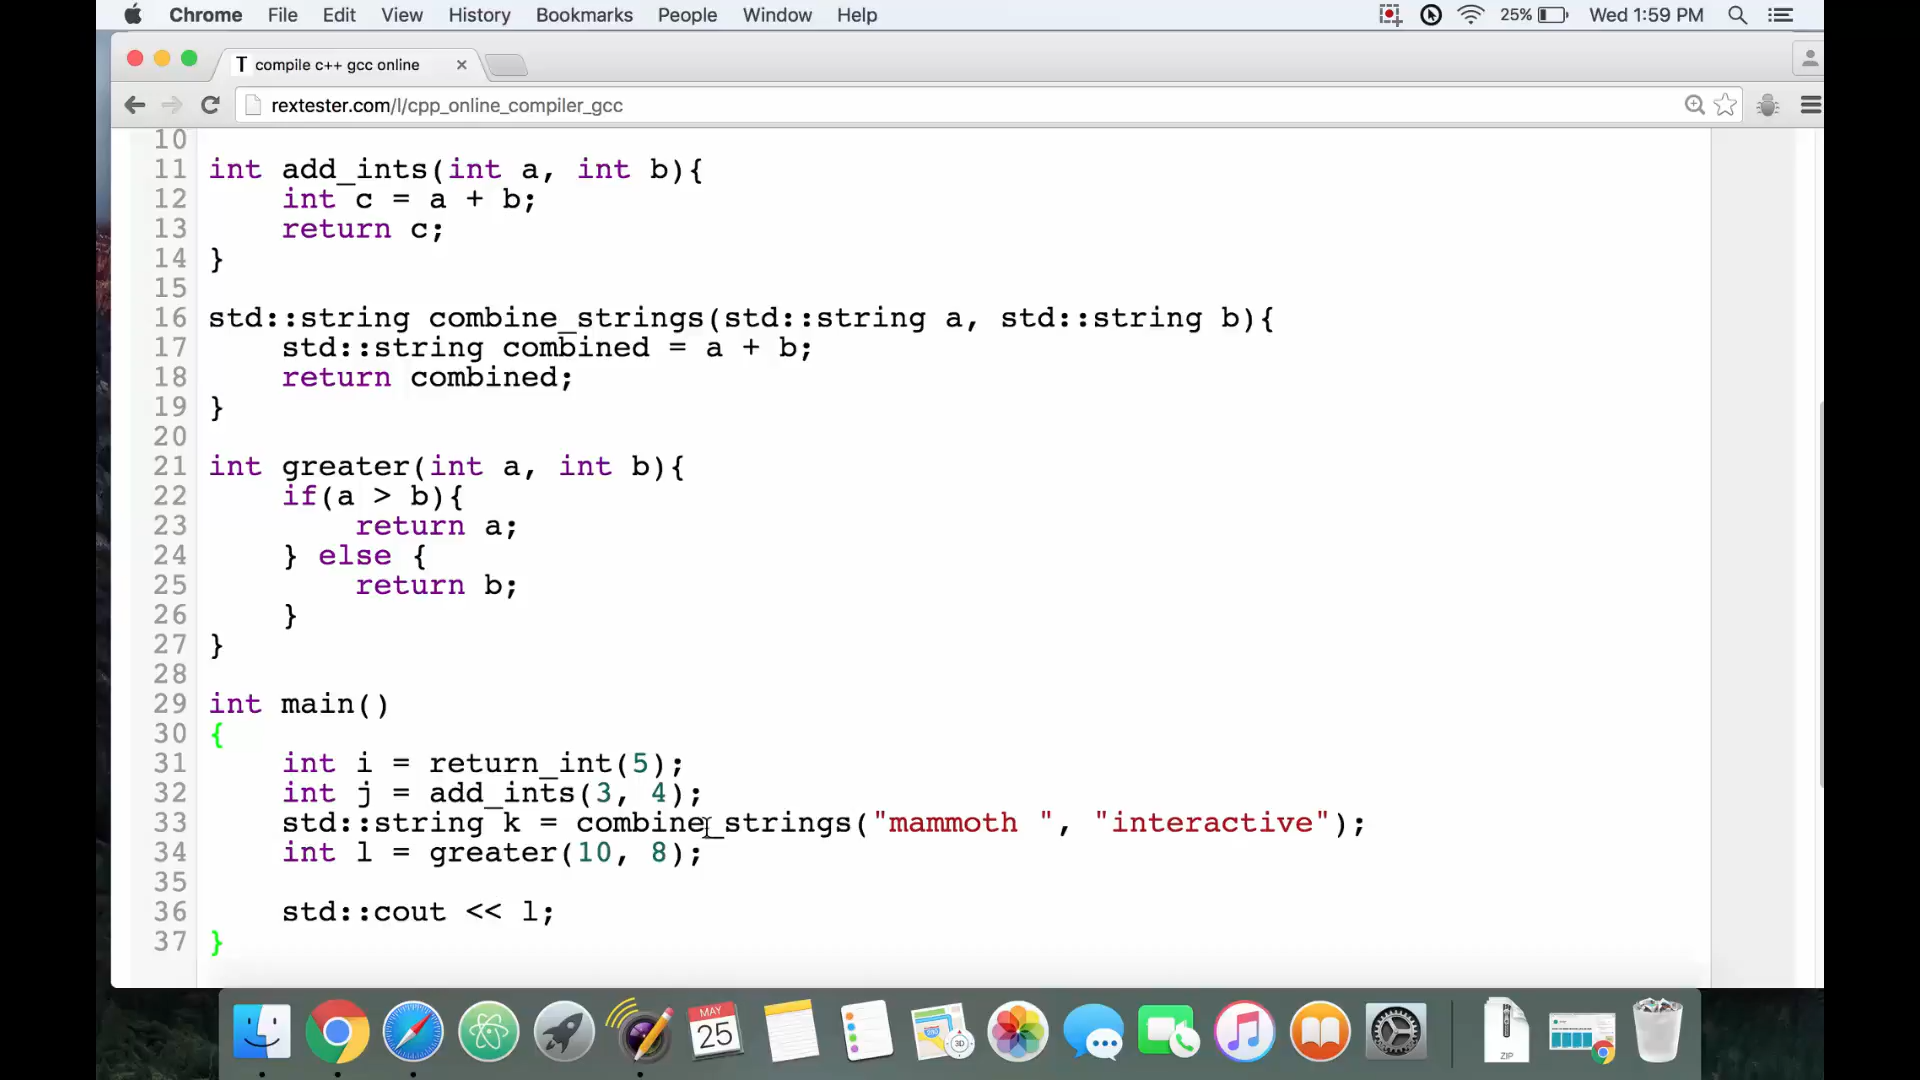 Chrome File Edit View History Bookmarks People Window Help 25% Wed 1:59 PM
T compile c++ gcc online
rextester.com/l/cpp_online_compiler_gcc
10
11 int add_ints(int a, int b){
12 int c = a + b;
13 return c;
14 }
15
16 std::string combine_strings(std::string a, std::string b){
17 std::string combined = a + b;
18 return combined;
19 }
20
21 int greater(int a, int b){
22 if(a > b){
23 return a;
24 } else {
25 return b;
26 }
27 }
28
29 int main()
30 {
31 int i = return_int(5);
32 int j = add_ints(3, 4);
33 std::string k = combine_strings("mammoth ", "interactive");
34 int l = greater(10, 8);
35
36 std::cout << l;
37 }
MAY
25
3D
ZIP